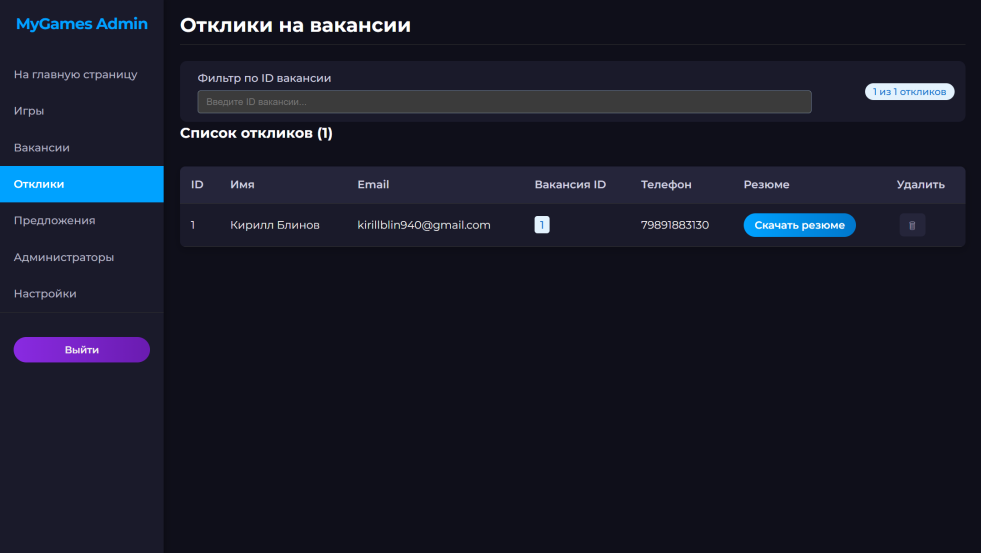 MyGames Admin
На главную страницу
Игры
Вакансии
Отклики
Предложения
Администраторы
Настройки
Выйти
Отклики на вакансии
Фильтр по ID вакансии
Введите ID вакансии...
1 из 1 откликов
Список откликов (1)
ID Имя Email Вакансия ID Телефон Резюме Удалить
1 Кирилл Блинов kirillblin940@gmail.com 1 79891883130 Скачать резюме